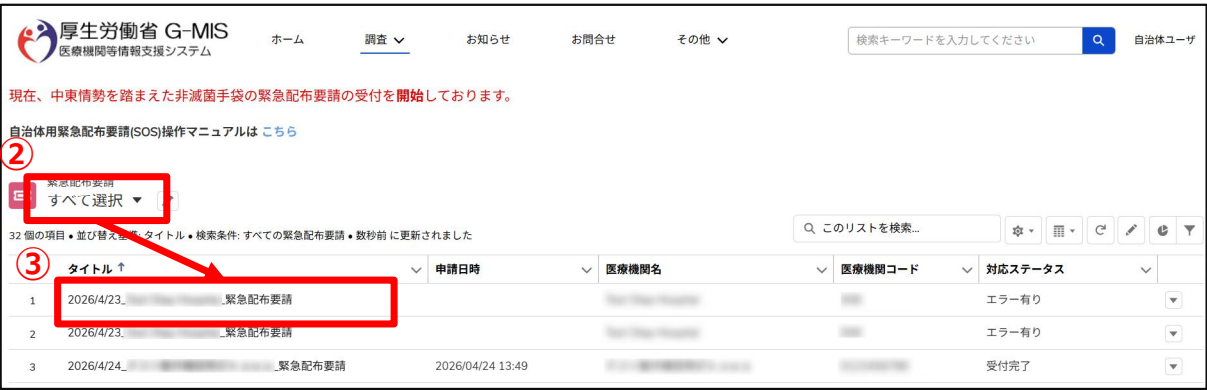 厚生労働省 G-MIS
医療機関等情報支援システム
ホーム 調査 お知らせ お問合せ その他 検索キーワードを入力してください 自治体ユーザ
現在、中東情勢を踏まえた非滅菌手袋の緊急配布要請の受付を開始しております。
自治体用緊急配布要請(SOS)操作マニュアルは こちら
②
緊急配布要請
すべて選択 ▼
32 個の項目 • 並び替え基準: タイトル • 検索条件: すべての緊急配布要請 • 数秒前 に更新されました
このリストを検索...
③
タイトル ↑ 申請日時 医療機関名 医療機関コード 対応ステータス
1 2026/4/23_ _緊急配布要請 エラー有り
2 2026/4/23_ _緊急配布要請 エラー有り
3 2026/4/24_ _緊急配布要請 2026/04/24 13:49 受付完了